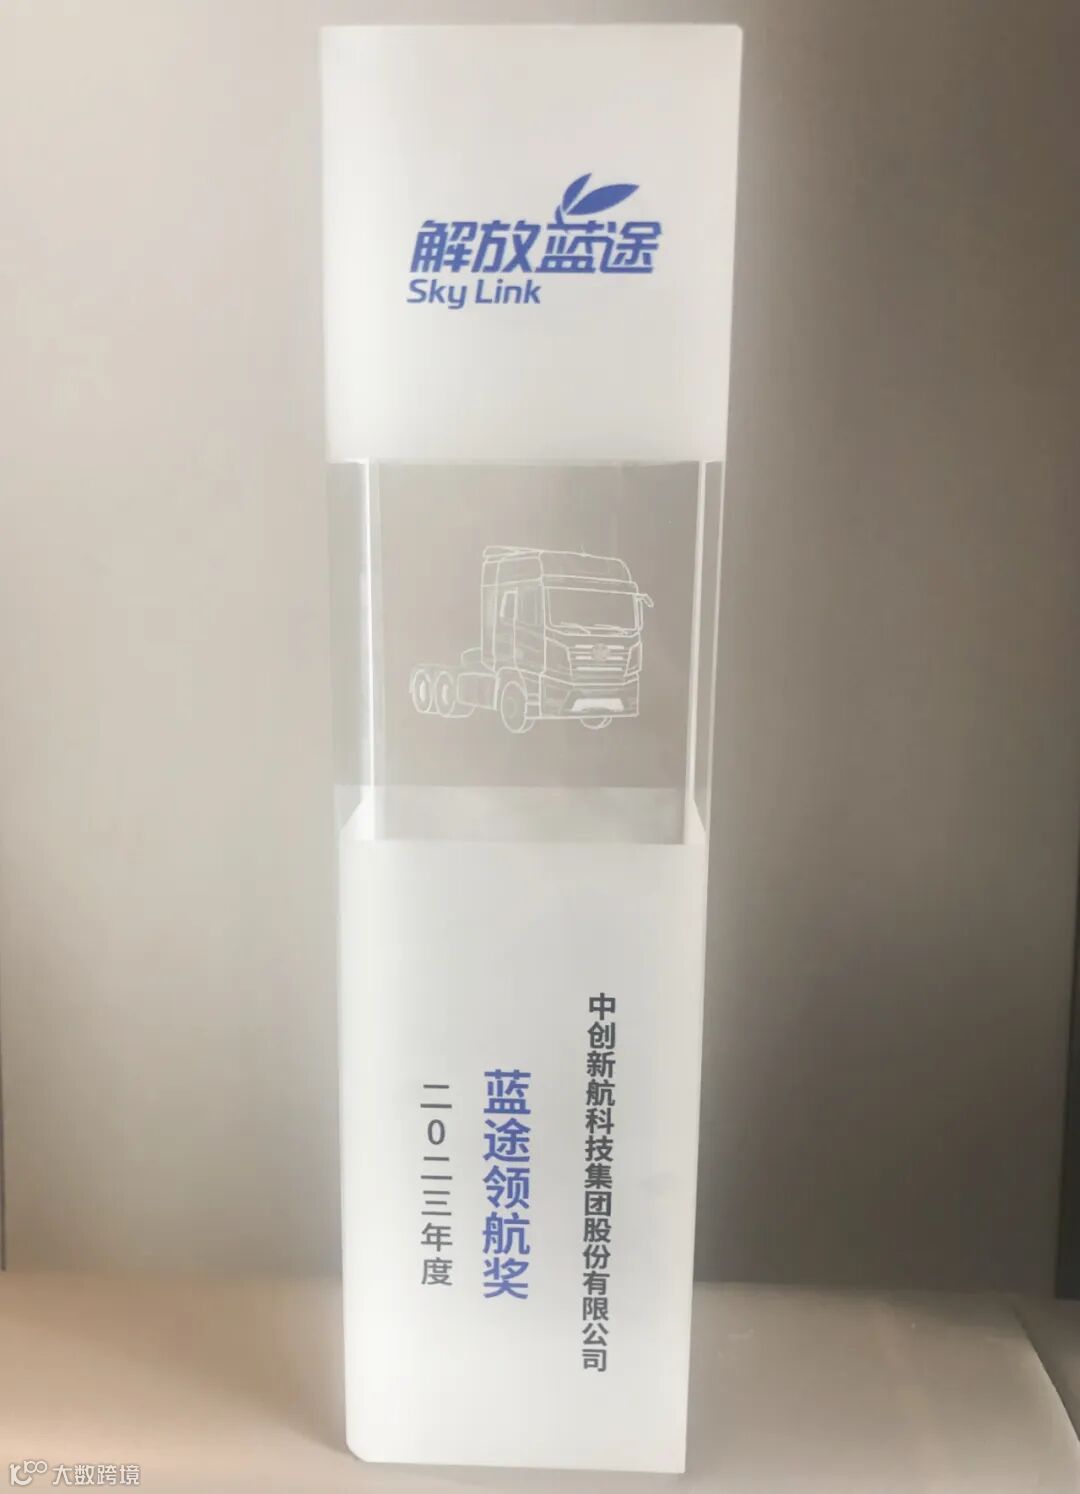 解放蓝途
Sky Link
中创新航科技集团股份有限公司
蓝途领航奖
二0二三年度
大数跨境